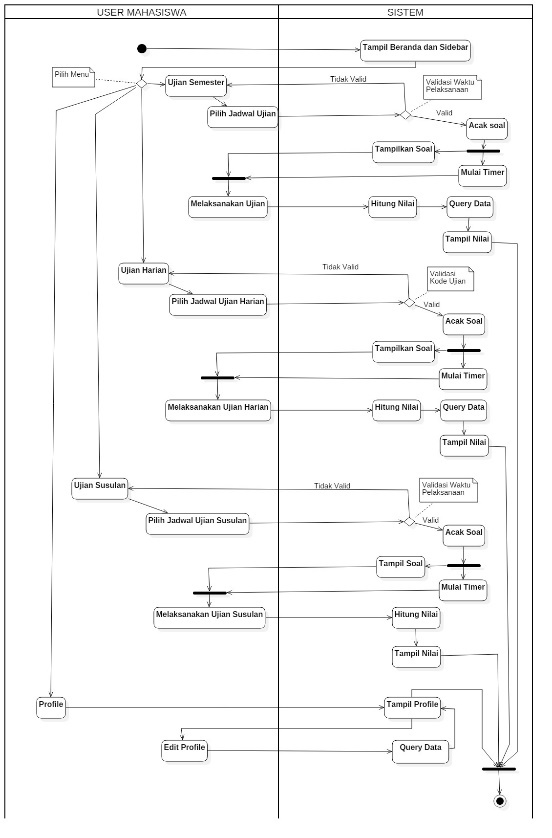 USER MAHASISWA
SISTEM
Tampil Beranda dan Sidebar
Pilih Menu
Ujian Semester
Tidak Valid
Validasi Waktu
Pelaksanaan
Pilih Jadwal Ujian
Valid
Acak soal
Tampilkan Soal
Mulai Timer
Melaksanakan Ujian
Hitung Nilai
Query Data
Tampil Nilai
Ujian Harian
Tidak Valid
Validasi
Kode Ujian
Pilih Jadwal Ujian Harian
Valid
Acak Soal
Tampilkan Soal
Mulai Timer
Melaksanakan Ujian Harian
Hitung Nilai
Query Data
Tampil Nilai
Ujian Susulan
Tidak Valid
Validasi Waktu
Pelaksanaan
Pilih Jadwal Ujian Susulan
Valid
Acak Soal
Tampil Soal
Mulai Timer
Melaksanakan Ujian Susulan
Hitung Nilai
Tampil Nilai
Profile
Tampil Profile
Edit Profile
Query Data